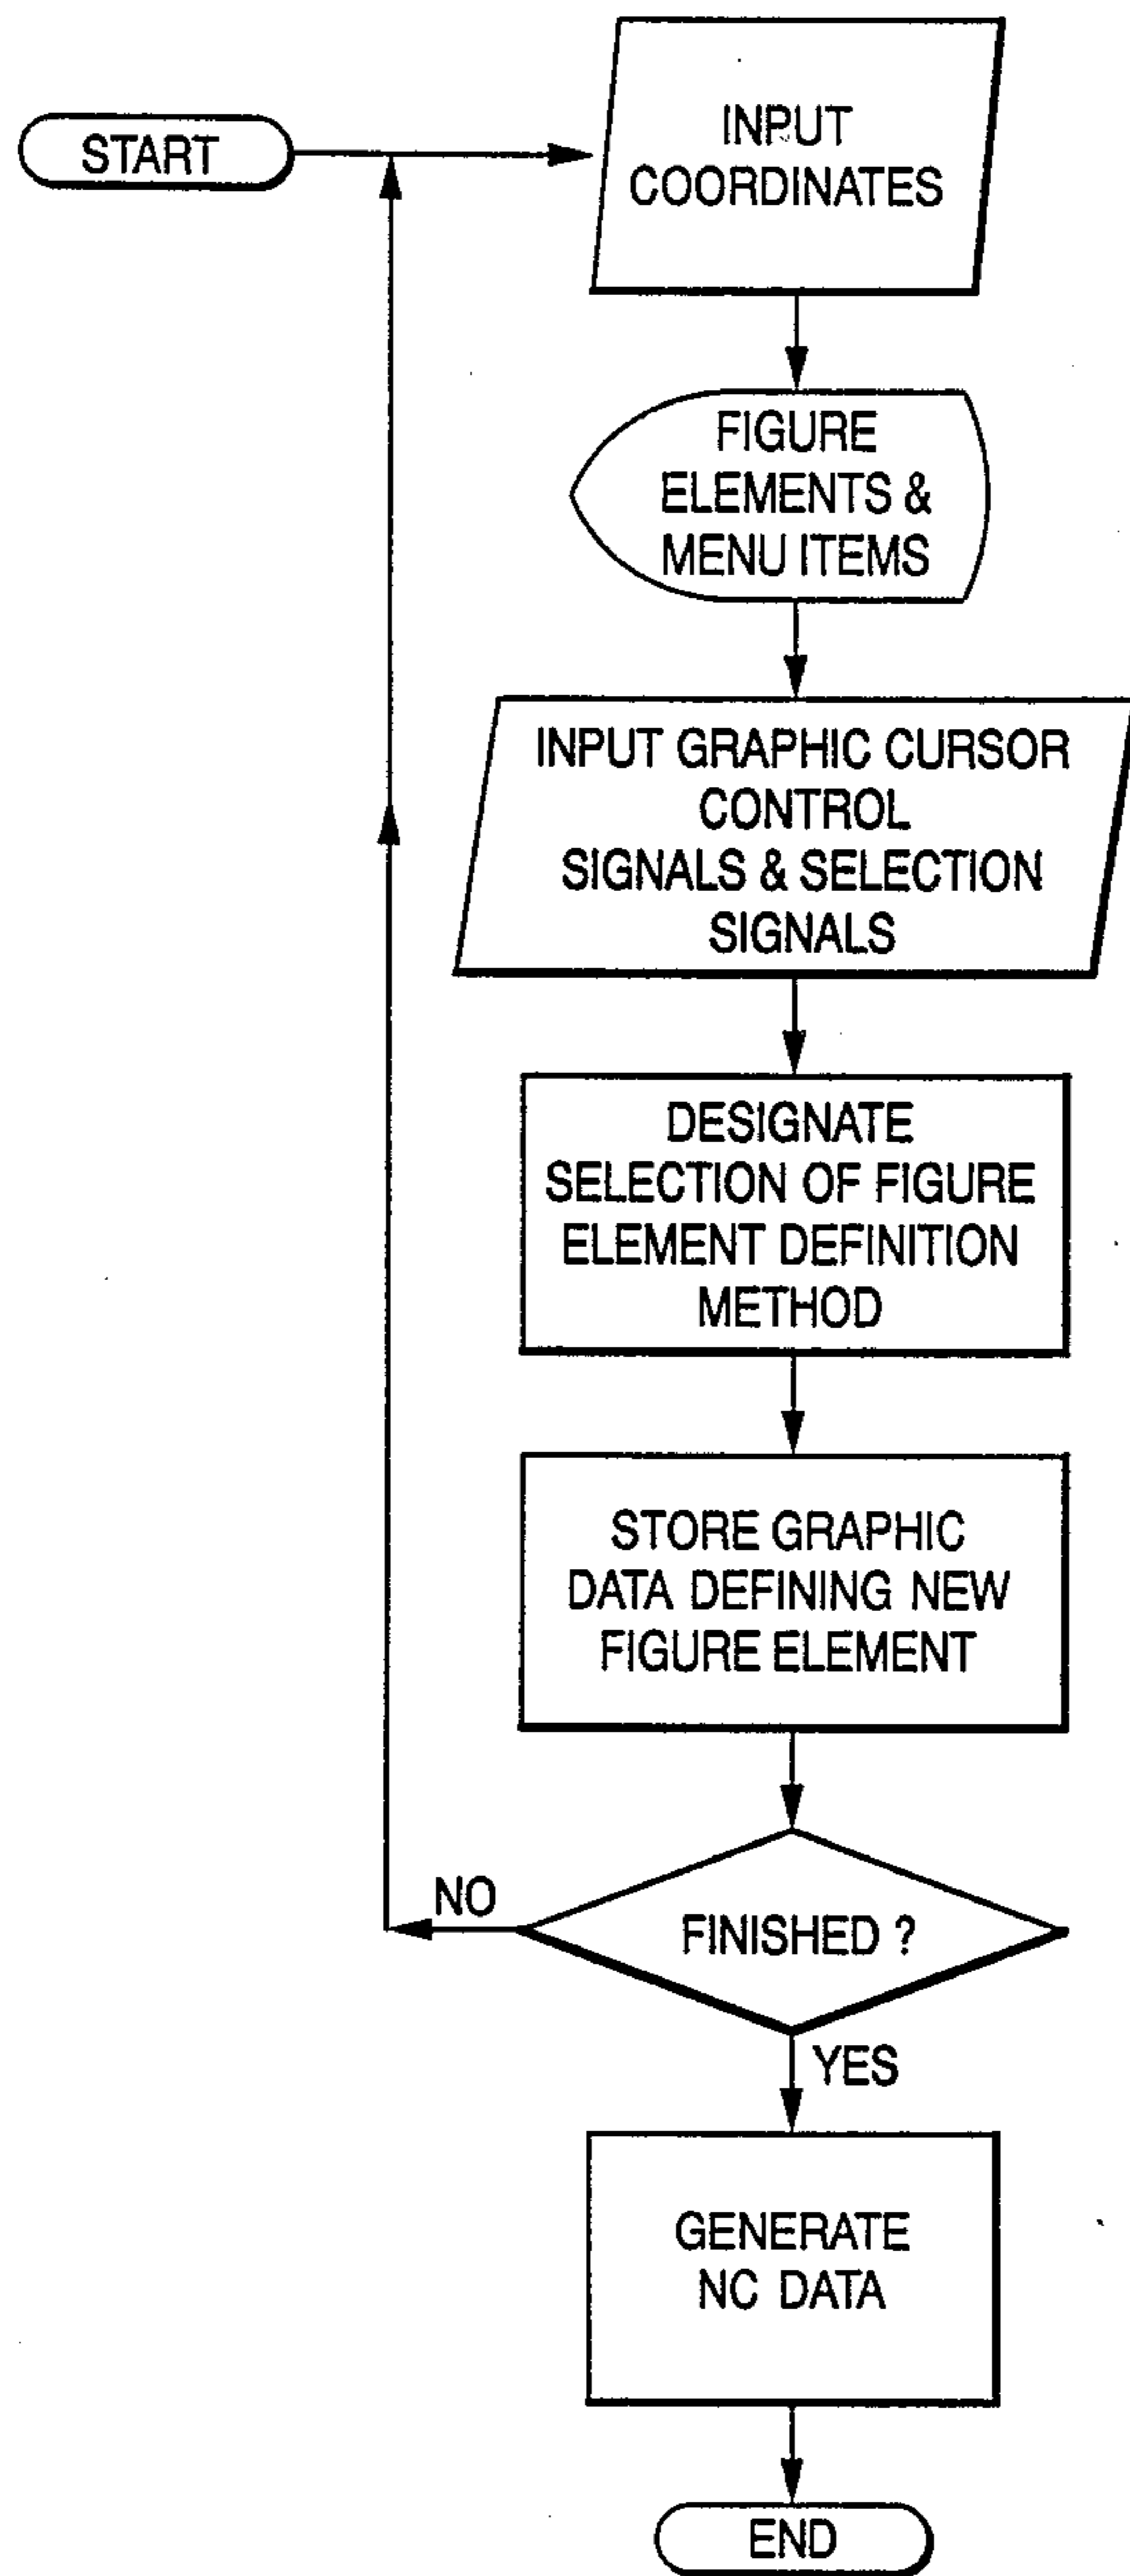 START
INPUT
COORDINATES
FIGURE
ELEMENTS &
MENU ITEMS
INPUT GRAPHIC CURSOR
CONTROL
SIGNALS & SELECTION
SIGNALS
DESIGNATE
SELECTION OF FIGURE
ELEMENT DEFINITION
METHOD
STORE GRAPHIC
DATA DEFINING NEW
FIGURE ELEMENT
NO
FINISHED ?
YES
GENERATE
NC DATA
END